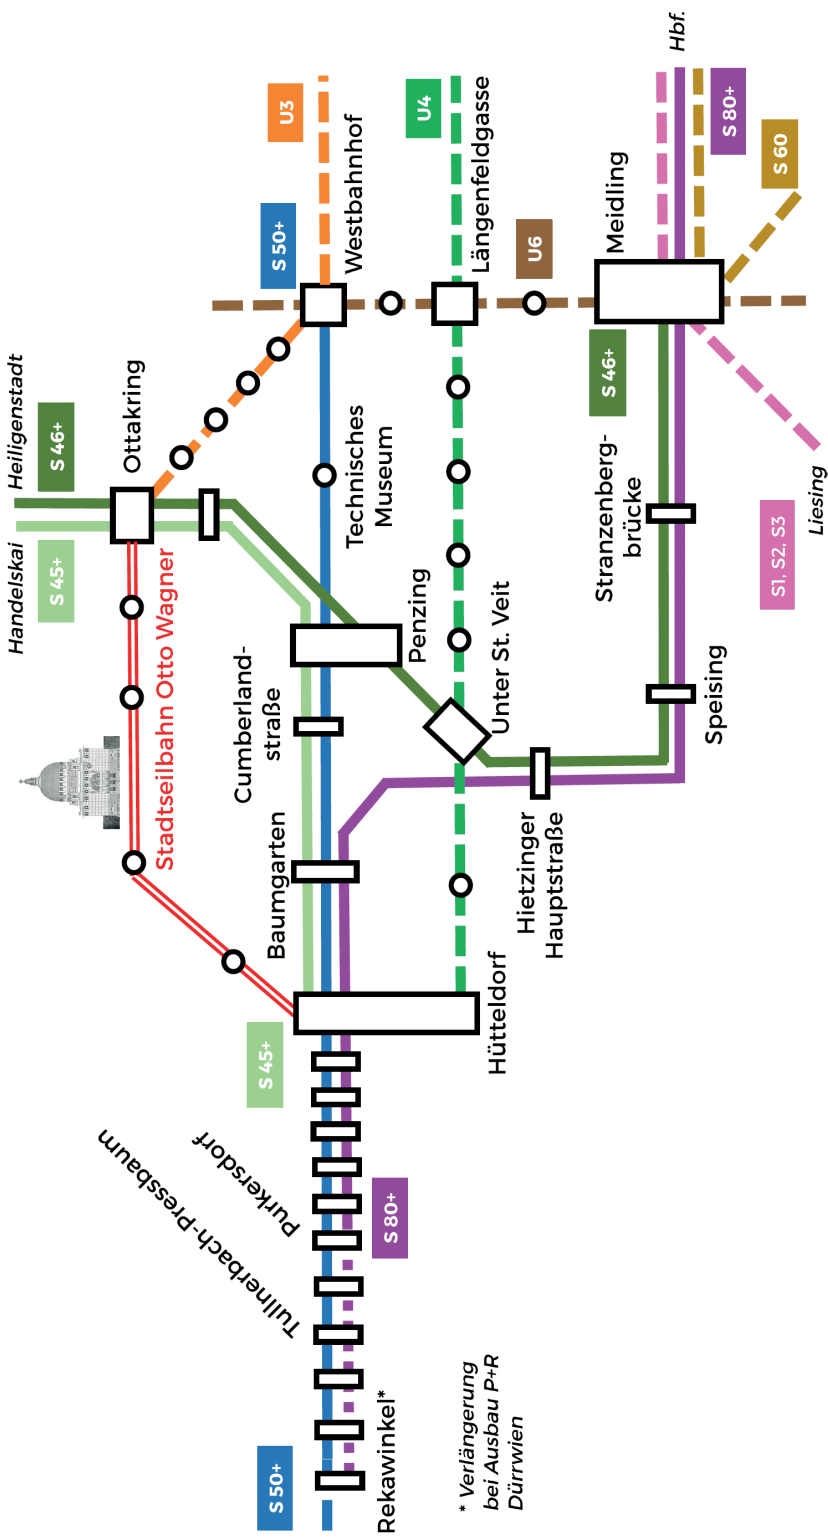 Handelskai
Heiligenstadt
S 45+
S 46+
Stadtseilbahn Otto Wagner
Ottakring
U3
S 50+
Westbahnhof
Technisches
Museum
Cumberland-
straße
Baumgarten
Penzing
S 45+
Purkersdorf
Tullnerbach-Pressbaum
S 50+
Rekawinkel*
S 80+
Hütteldorf
U4
Längenfeldgasse
Unter St. Veit
U6
Hietzinger
Hauptstraße
Meidling
S 46+
Stranzenberg-
brücke
Speising
Hbf.
S 80+
S 60
S1, S2, S3
Liesing
* Verlängerung
bei Ausbau P+R
Dürrwien